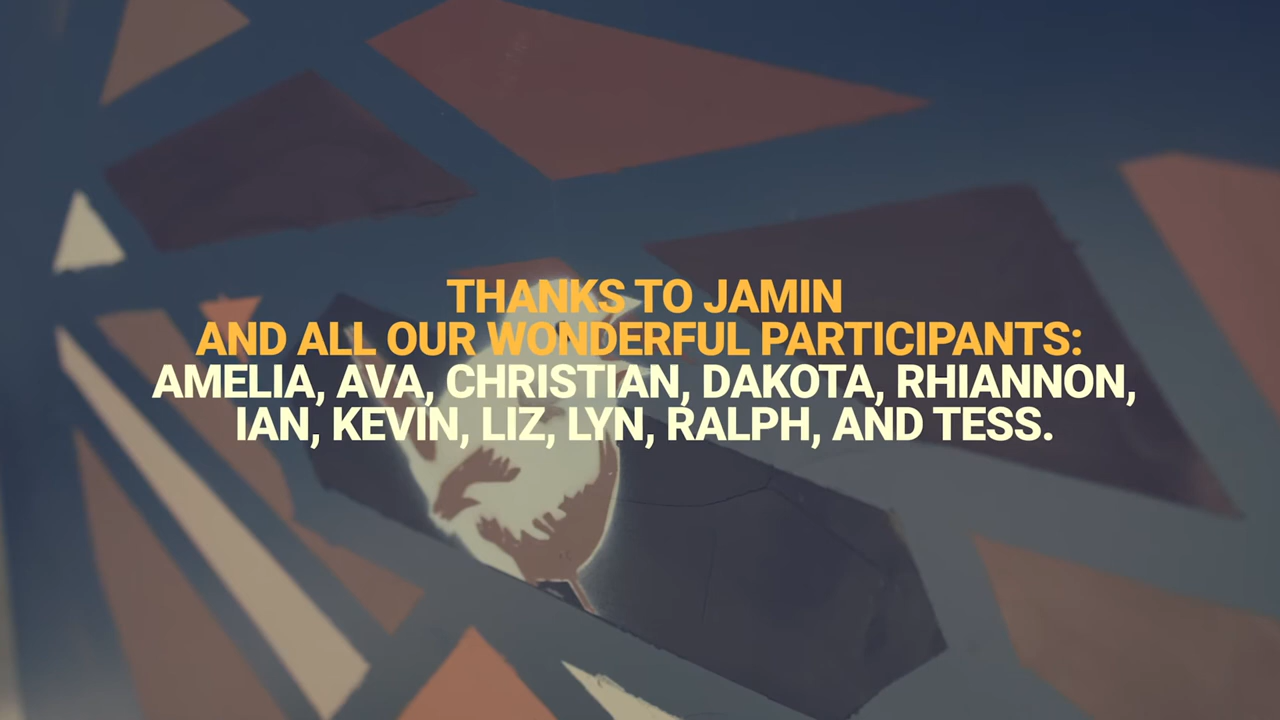 THANKS TO JAMIN
AND ALL OUR WONDERFUL PARTICIPANTS:
AMELIA, AVA, CHRISTIAN, DAKOTA, RHIANNON,
IAN, KEVIN, LIZ, LYN, RALPH, AND TESS.